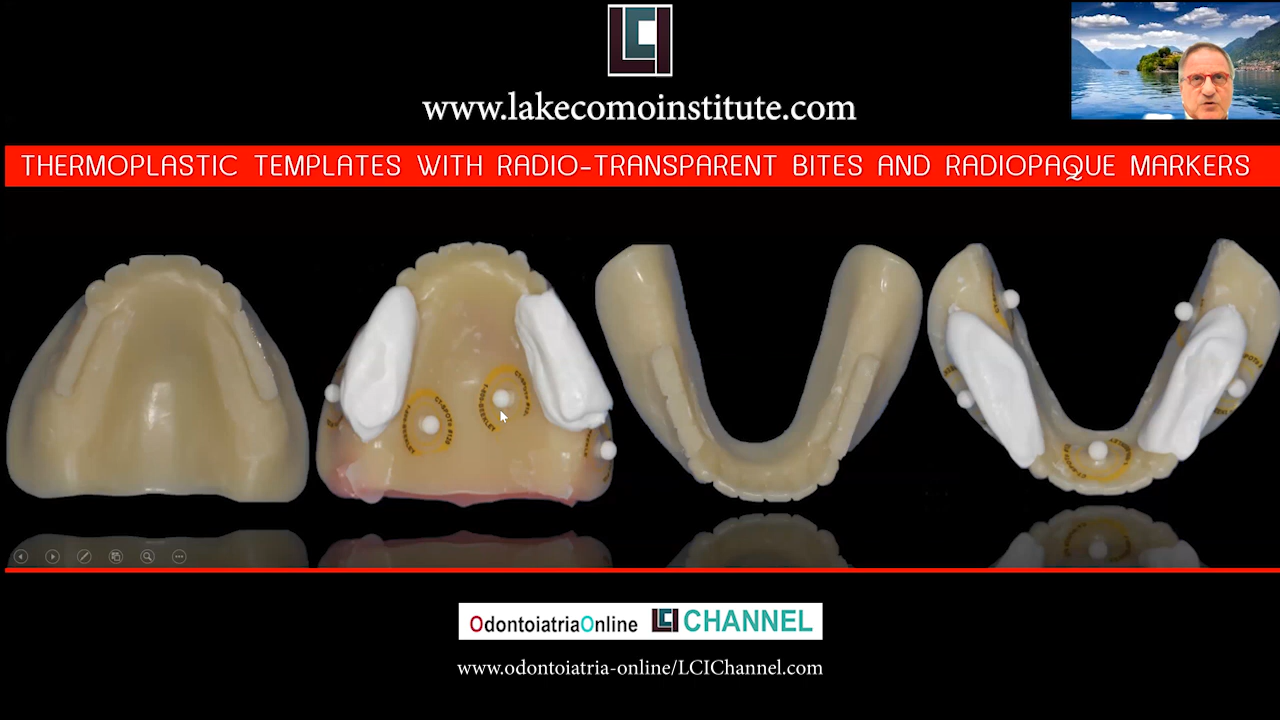 LCI
www.lakecomoinstitute.com
THERMOPLASTIC TEMPLATES WITH RADIO-TRANSPARENT BITES AND RADIOPAQUE MARKERS
OdontoiatriaOnline LCI CHANNEL
www.odontoiatria-online/LCIChannel.com